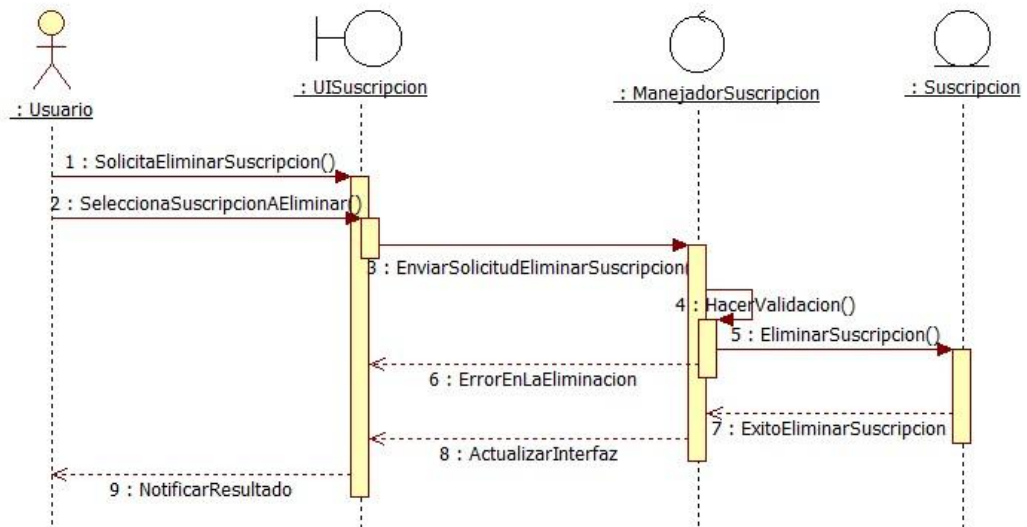 : Usuario
: UISuscripcion
: ManejadorSuscripcion
: Suscripcion
1 : SolicitaEliminarSuscripcion()
2 : SeleccionaSuscripcionAEliminar()
3 : EnviarSolicitudEliminarSuscripcion(
4 : HacerValidacion()
5 : EliminarSuscripcion()
6 : ErrorEnLaEliminacion
7 : ExitoEliminarSuscripcion
8 : ActualizarInterfaz
9 : NotificarResultado